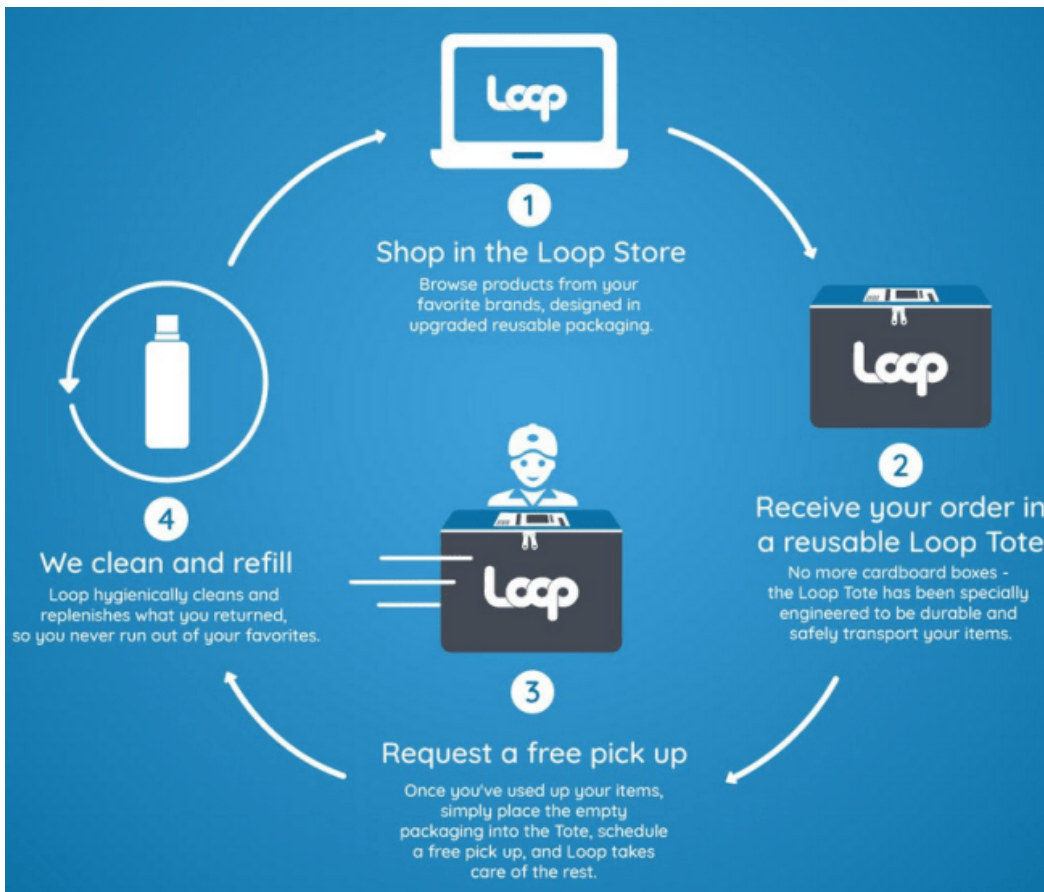 Loop
1
Shop in the Loop Store
Browse products from your
favorite brands, designed in
upgraded reusable packaging.
Loop
2
Receive your order in
a reusable Loop Tote
No more cardboard boxes -
the Loop Tote has been specially
engineered to be durable and
safely transport your items.
Loop
3
Request a free pick up
Once you've used up your items,
simply place the empty
packaging into the Tote, schedule
a free pick up, and Loop takes
care of the rest.
4
We clean and refill
Loop hygienically cleans and
replenishes what you returned,
so you never run out of your favorites.